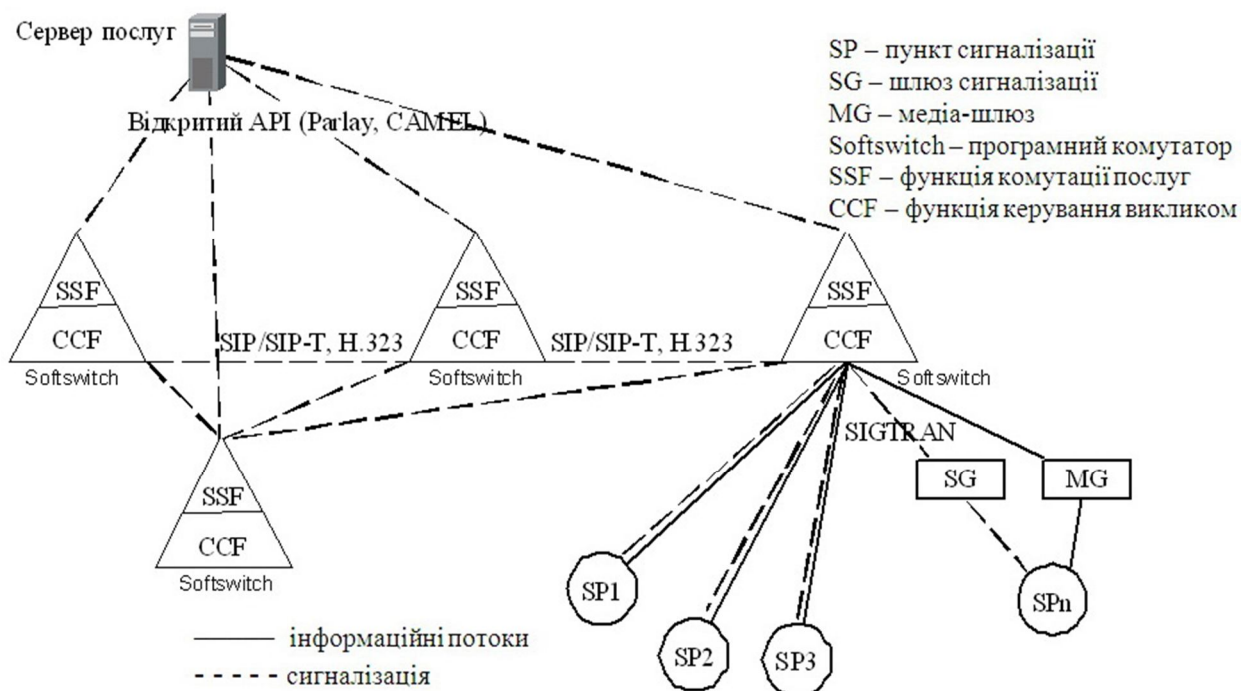 Сервер послуг
Відкритий API (Parlay, CAMEL)
SP – пункт сигналізації
SG – шлюз сигналізації
MG – медіа-шлюз
Softswitch – програмний комутатор
SSF – функція комутації послуг
CCF – функція керування викликом
SSF
CCF
Softswitch
SIP/SIP-T, H.323
SSF
CCF
Softswitch
SIP/SIP-T, H.323
SSF
CCF
Softswitch
SSF
CCF
Softswitch
SIGTRAN
SG
MG
SP1
SP2
SP3
SPn
інформаційні потоки
сигналізація